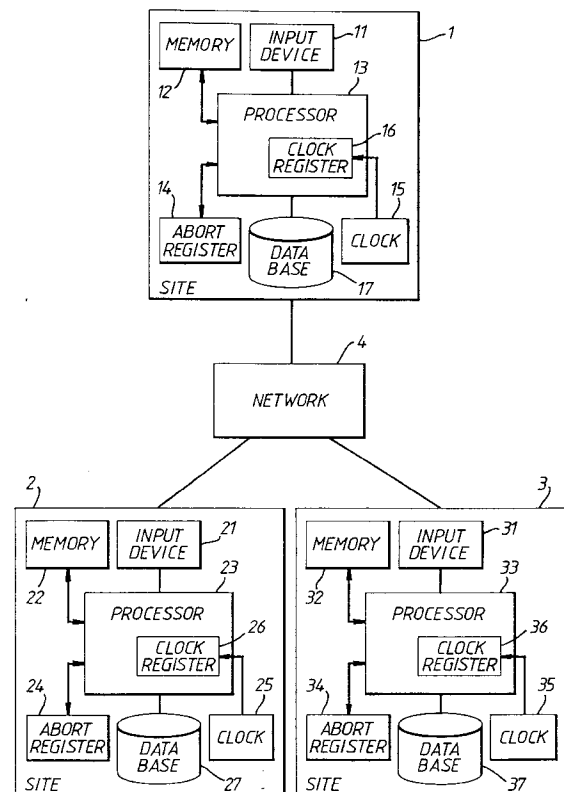 11
1
MEMORY
INPUT
DEVICE
12
13
PROCESSOR
16
CLOCK
REGISTER
14
15
ABORT
REGISTER
DATA
BASE
CLOCK
17
SITE
4
NETWORK
2
21
MEMORY
INPUT
DEVICE
22
23
PROCESSOR
26
CLOCK
REGISTER
24
25
ABORT
REGISTER
DATA
BASE
CLOCK
27
SITE
3
31
MEMORY
INPUT
DEVICE
32
33
PROCESSOR
36
CLOCK
REGISTER
34
35
ABORT
REGISTER
DATA
BASE
CLOCK
37
SITE